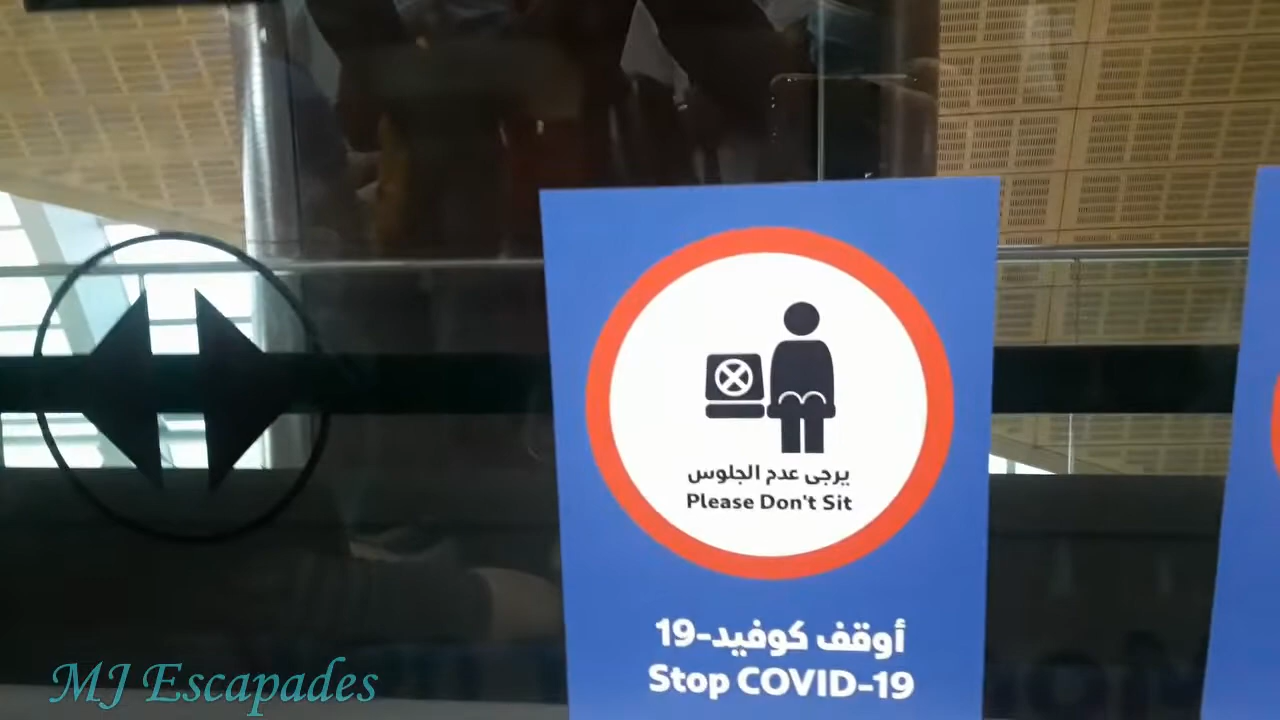 يرجى عدم الجلوس
Please Don't Sit
أوقف كوفيد-19
Stop COVID-19
MJ Escapades